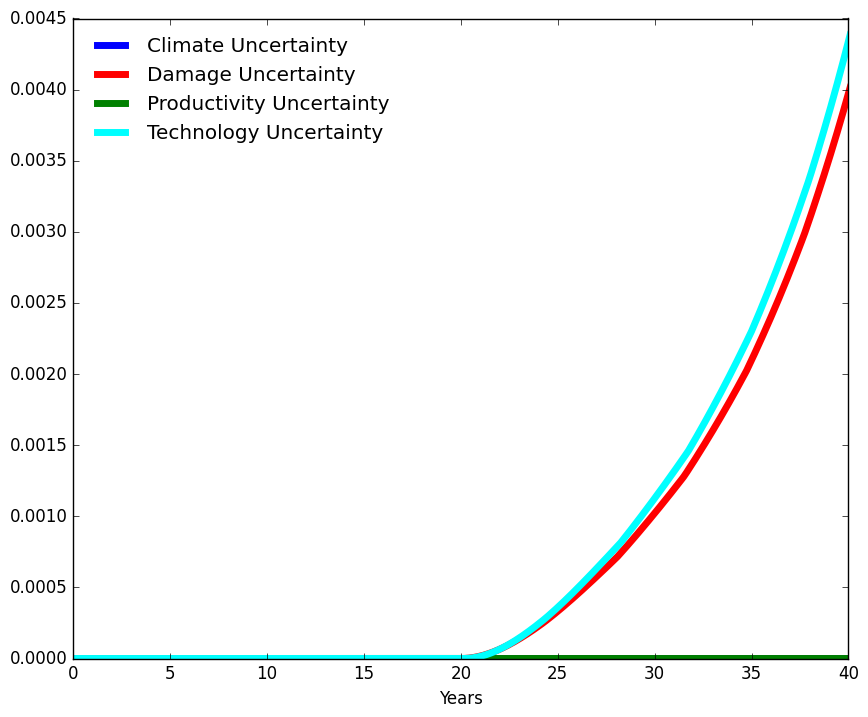 0.0045
0.0040
0.0035
0.0030
0.0025
0.0020
0.0015
0.0010
0.0005
0.0000
Climate Uncertainty
Damage Uncertainty
Productivity Uncertainty
Technology Uncertainty
0 5 10 15 20 25 30 35 40
Years